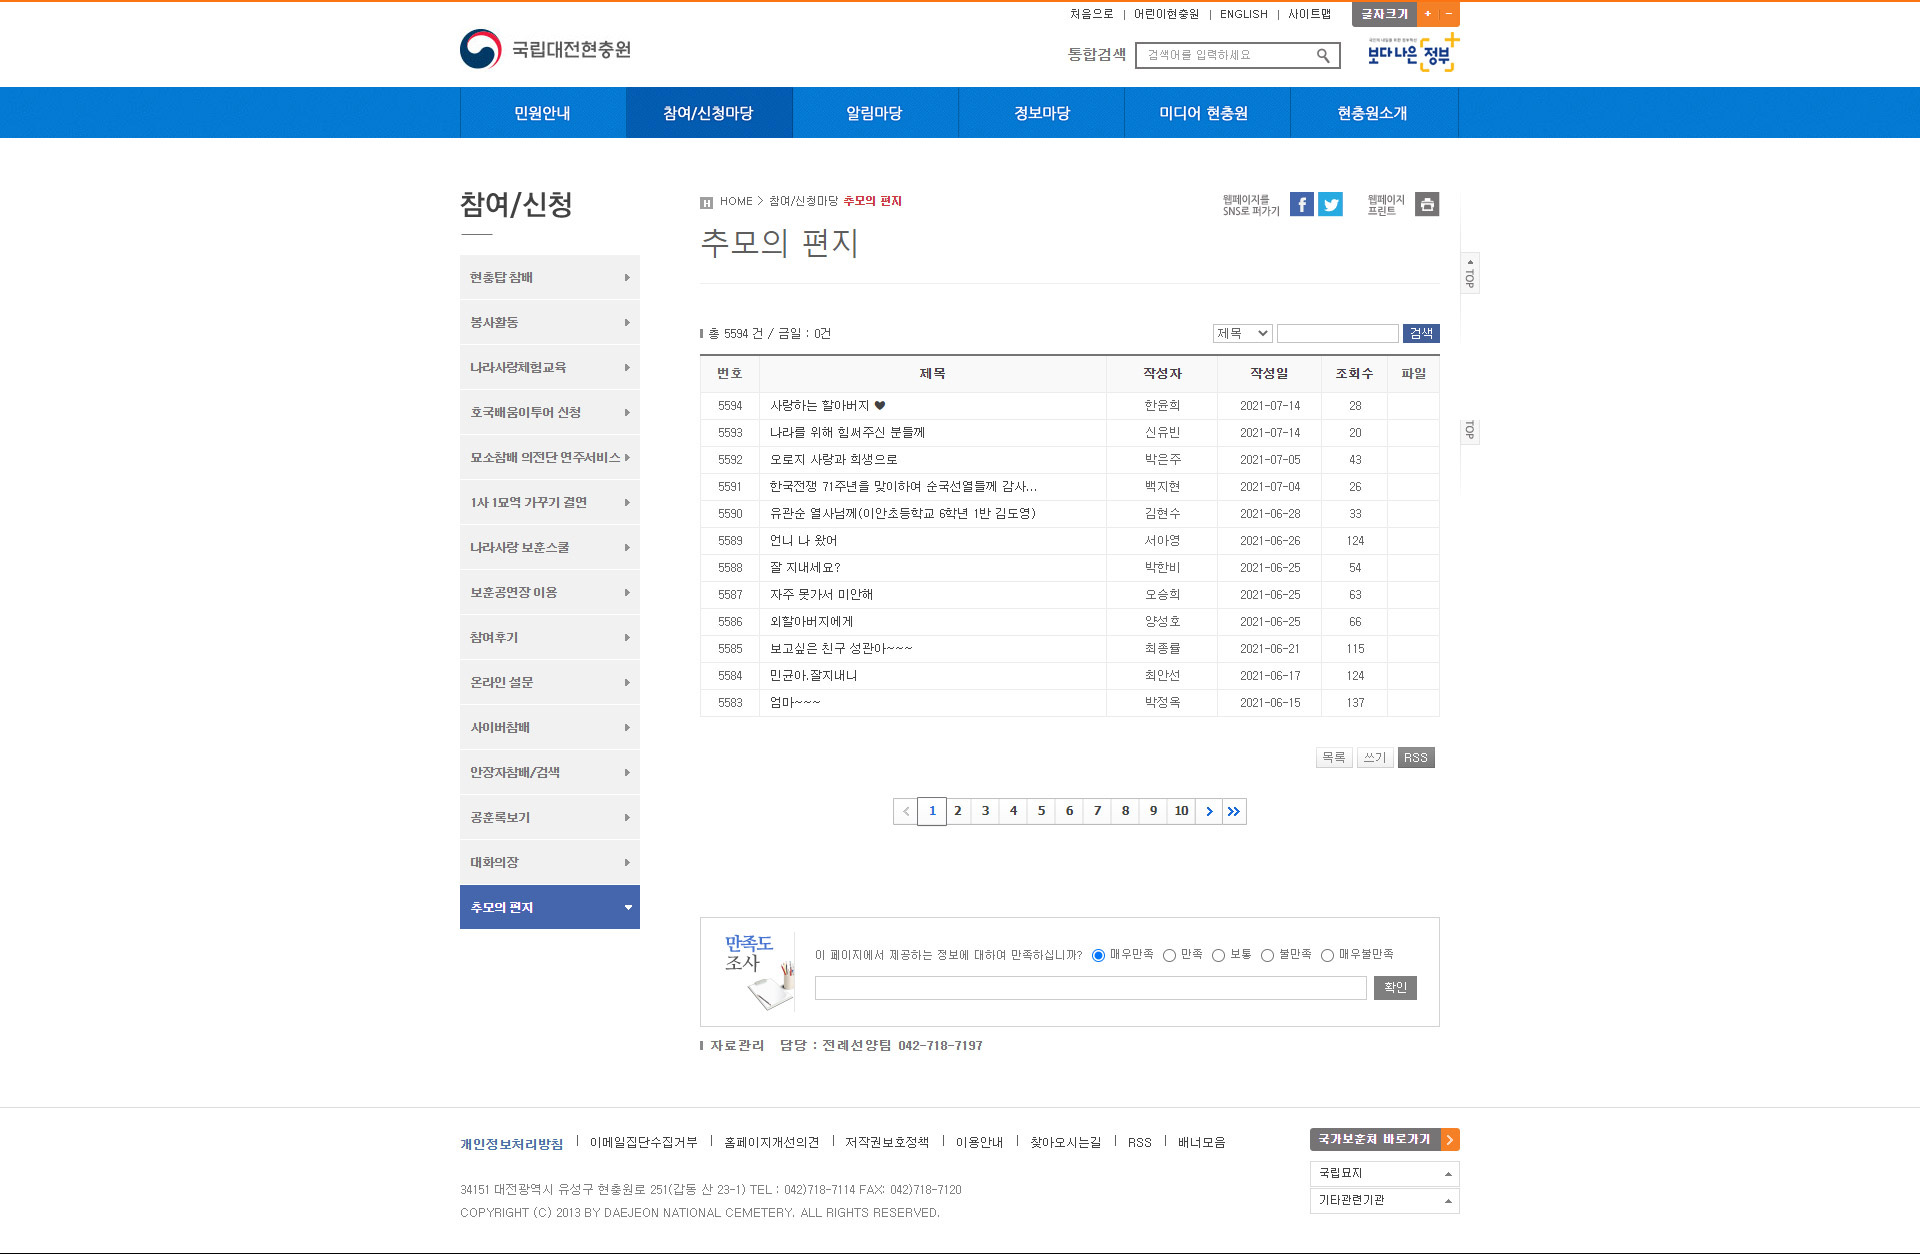 처음으로 | 어린이현충원 | ENGLISH | 사이트맵
글자크기 + -
국립대전현충원
통합검색 검색어를 입력하세요
보다나은 정부
민원안내 참여/신청마당 알림마당 정보마당 미디어 현충원 현충원소개
참여/신청
현충탑 참배
봉사활동
나라사랑체험교육
호국배움이투어 신청
묘소참배 의전단 연주서비스
1사 1묘역 가꾸기 결연
나라사랑 보훈스쿨
보훈공연장 이용
참여후기
온라인 설문
사이버참배
안장자참배/검색
공훈록보기
대화의장
추모의 편지
H HOME > 참여/신청마당 추모의 편지
웹페이지를
SNS로 퍼가기
웹페이지
프린트
추모의 편지
TOP
TOP
총 5594 건 / 금일 : 0건
제목 검색
번호 제목 작성자 작성일 조회수 파일
5594 사랑하는 할아버지 ♥ 한윤희 2021-07-14 28
5593 나라를 위해 힘써주신 분들께 신유빈 2021-07-14 20
5592 오로지 사랑과 희생으로 박은주 2021-07-05 43
5591 한국전쟁 71주년을 맞이하여 순국선열들께 감사... 백지현 2021-07-04 26
5590 유관순 열사님께(이안초등학교 6학년 1반 김도영) 김현수 2021-06-28 33
5589 언니 나 왔어 서아영 2021-06-26 124
5588 잘 지내세요? 박한비 2021-06-25 54
5587 자주 못가서 미안해 오승희 2021-06-25 63
5586 외할아버지에게 양성호 2021-06-25 66
5585 보고싶은 친구 성관아~~~ 최종률 2021-06-21 115
5584 민균아.잘지내니 최안선 2021-06-17 124
5583 엄마~~~ 박정옥 2021-06-15 137
목록 쓰기 RSS
< 1 2 3 4 5 6 7 8 9 10 > >>
만족도
조사
이 페이지에서 제공하는 정보에 대하여 만족하십니까? 매우만족 만족 보통 불만족 매우불만족
확인
자료관리 담당 : 전례선양팀 042-718-7197
개인정보처리방침 | 이메일집단수집거부 | 홈페이지개선의견 | 저작권보호정책 | 이용안내 | 찾아오시는길 | RSS | 배너모음
국가보훈처 바로가기 >
국립묘지
기타관련기관
34151 대전광역시 유성구 현충원로 251(갑동 산 23-1) TEL : 042)718-7114 FAX: 042)718-7120
COPYRIGHT (C) 2013 BY DAEJEON NATIONAL CEMETERY. ALL RIGHTS RESERVED.